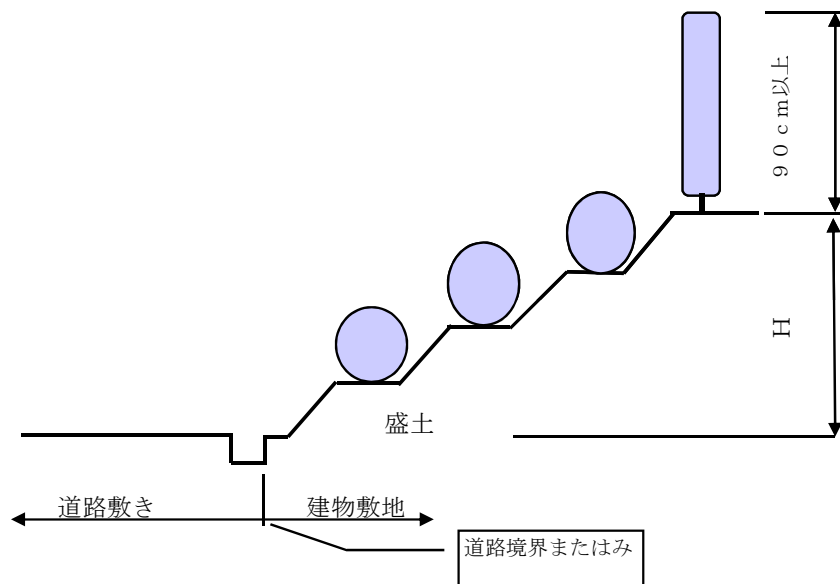 ９０ｃｍ以上
Ｈ
盛土
道路敷き
建物敷地
道路境界またはみ